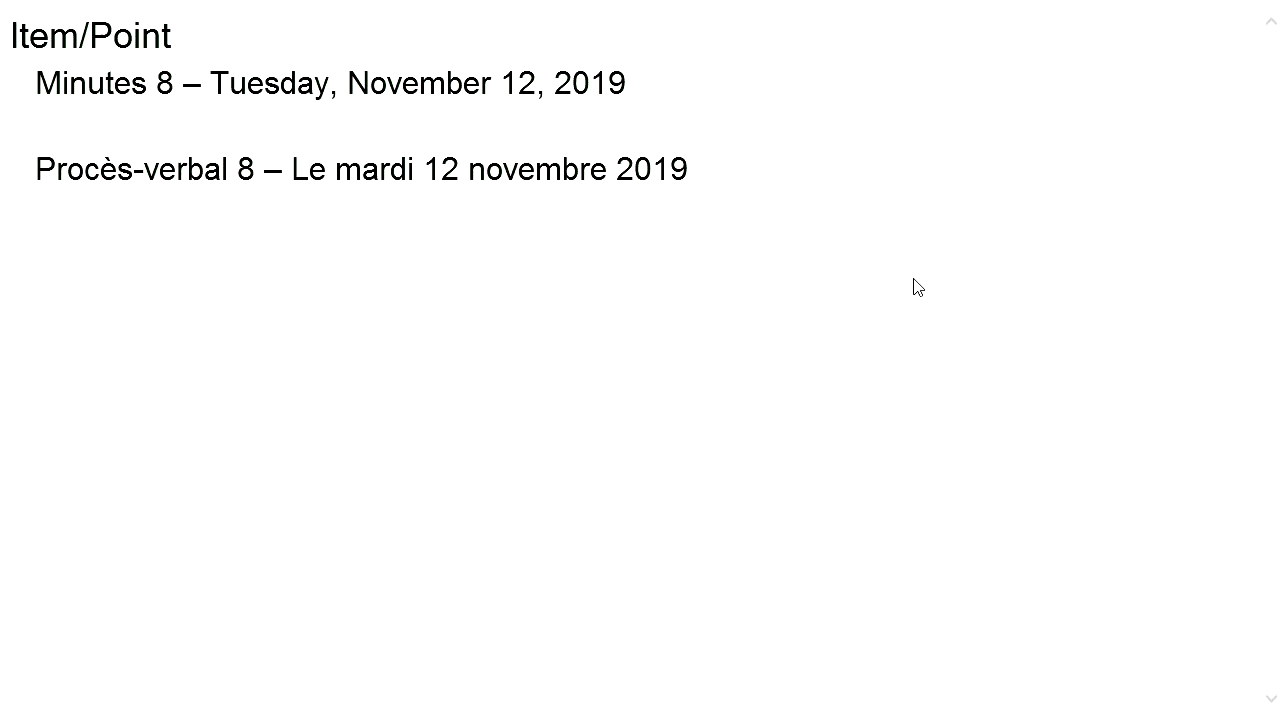 Item/Point
Minutes 8 – Tuesday, November 12, 2019
Procès-verbal 8 – Le mardi 12 novembre 2019